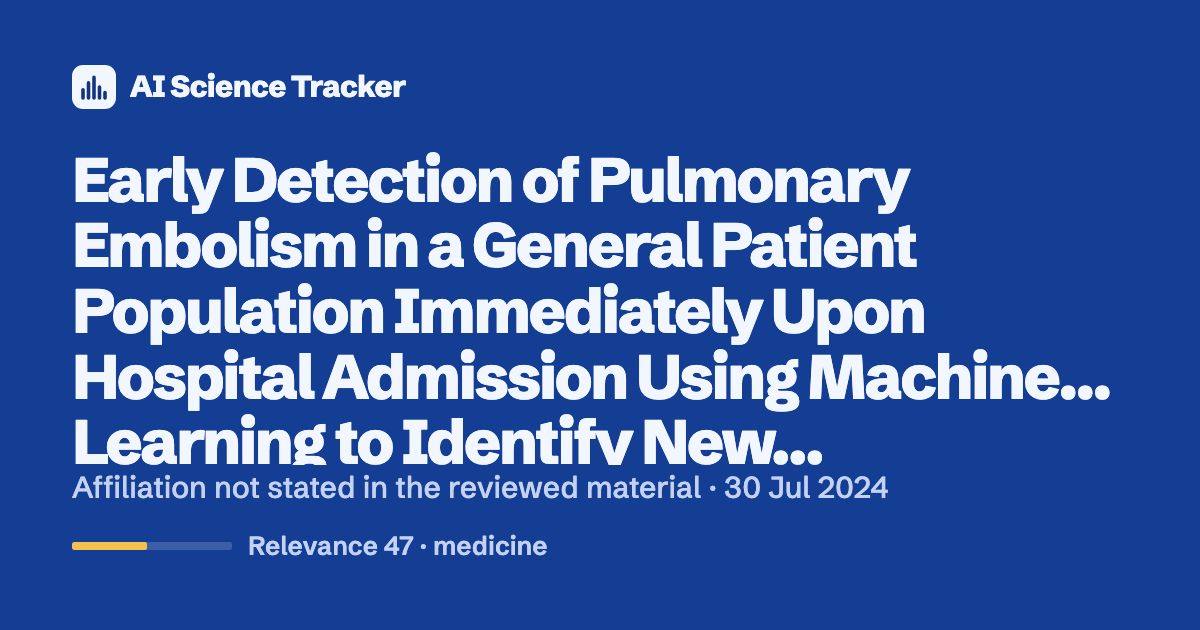 AI Science Tracker
Early Detection of Pulmonary
Embolism in a General Patient
Population Immediately Upon
Hospital Admission Using Machine...
Learning to Identify New...
Affiliation not stated in the reviewed material · 30 Jul 2024
Relevance 47 · medicine